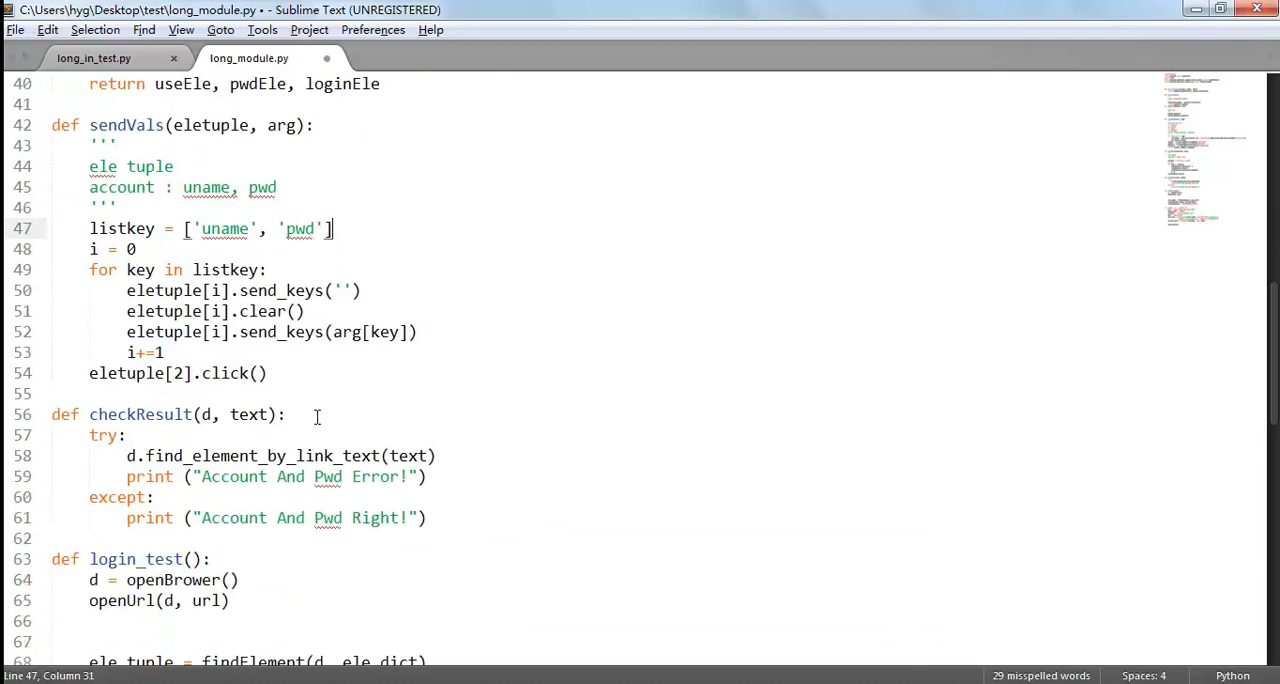 C:\Users\hyg\Desktop\test\long_module.py • - Sublime Text (UNREGISTERED)
File Edit Selection Find View Goto Tools Project Preferences Help
long_in_test.py × long_module.py •
40     return useEle, pwdEle, loginEle
41
42 def sendVals(eletuple, arg):
43     '''
44     ele tuple
45     account : uname, pwd
46     '''
47     listkey = ['uname', 'pwd']
48     i = 0
49     for key in listkey:
50         eletuple[i].send_keys('')
51         eletuple[i].clear()
52         eletuple[i].send_keys(arg[key])
53         i+=1
54     eletuple[2].click()
55
56 def checkResult(d, text):
57     try:
58         d.find_element_by_link_text(text)
59         print ("Account And Pwd Error!")
60     except:
61         print ("Account And Pwd Right!")
62
63 def login_test():
64     d = openBrower()
65     openUrl(d, url)
66
67
68     ele_tuple = findElement(d, ele_dict)
Line 47, Column 31 29 misspelled words Spaces: 4 Python